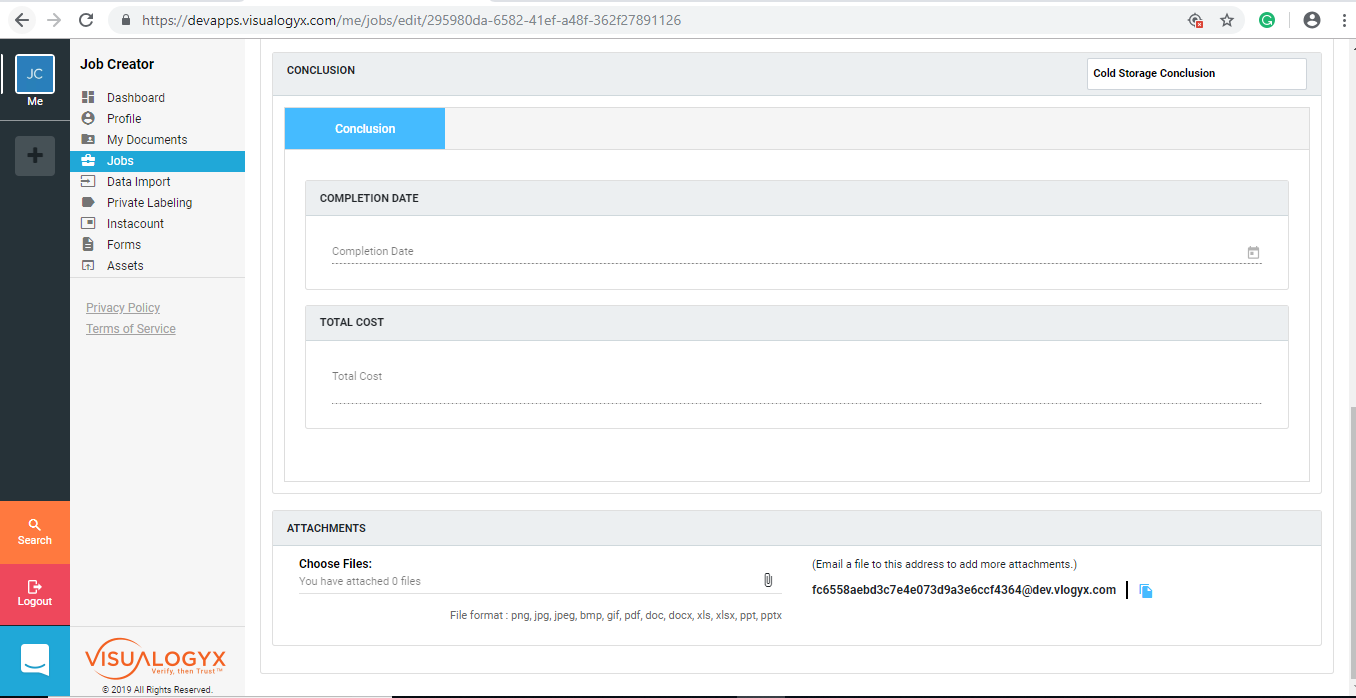 https://devapps.visualogyx.com/me/jobs/edit/295980da-6582-41ef-a48f-362f27891126
JC
Me
Job Creator
Dashboard
Profile
My Documents
Jobs
Data Import
Private Labeling
Instacount
Forms
Assets
Privacy Policy
Terms of Service
Search
Logout
VISUALOGYX
Verify, then Trust™
© 2019 All Rights Reserved.
CONCLUSION
Cold Storage Conclusion
Conclusion
COMPLETION DATE
Completion Date
TOTAL COST
Total Cost
ATTACHMENTS
Choose Files:
You have attached 0 files
File format : png, jpg, jpeg, bmp, gif, pdf, doc, docx, xls, xlsx, ppt, pptx
(Email a file to this address to add more attachments.)
fc6558aebd3c7e4e073d9a3e6ccf4364@dev.vlogyx.com